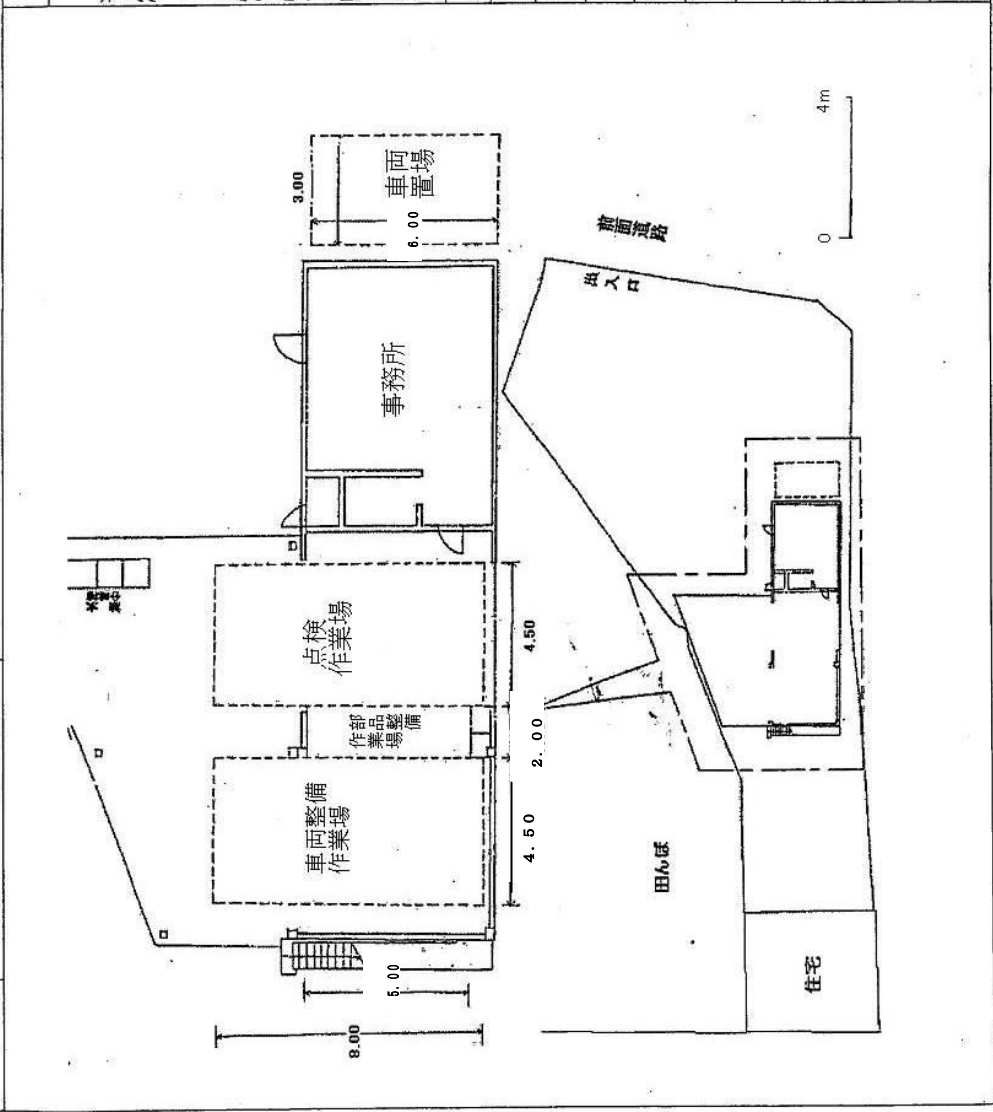 3.00
6.00
車両
置場
事務所
点検
作業場
部品整備
作業場
車両整備
作業場
4.50
2.00
4.50
5.00
8.00
0
4m
前面道路
出入口
田んぼ
住宅